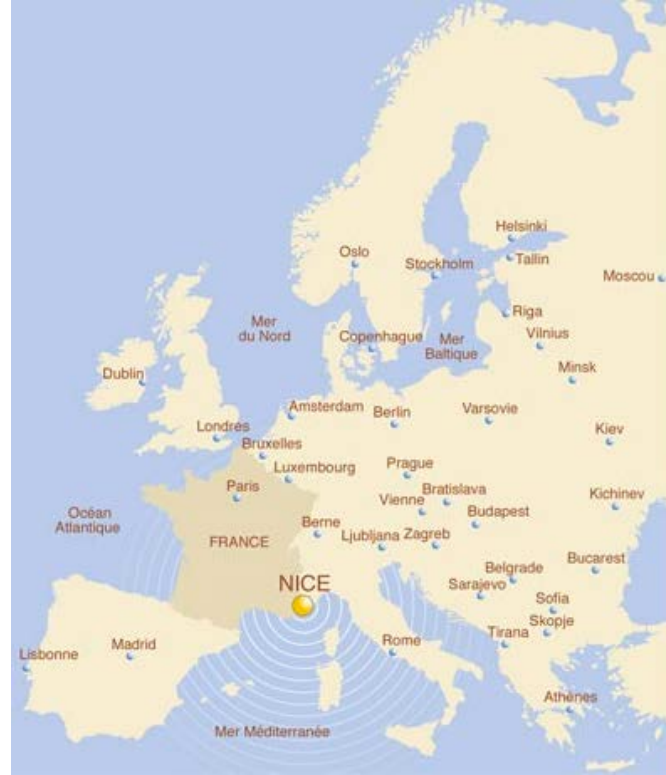 Helsinki
Oslo
Stockholm
Tallin
Moscou
Riga
Mer
du Nord
Copenhague
Mer
Baltique
Vilnius
Minsk
Dublin
Amsterdam
Berlin
Varsovie
Londres
Kiev
Bruxelles
Luxembourg
Prague
Paris
Vienne
Bratislava
Kichinev
Océan
Atlantique
Budapest
Berne
FRANCE
Ljubljana
Zagreb
Bucarest
Belgrade
NICE
Sarajevo
Sofia
Skopje
Madrid
Rome
Tirana
Lisbonne
Athènes
Mer Méditerranée